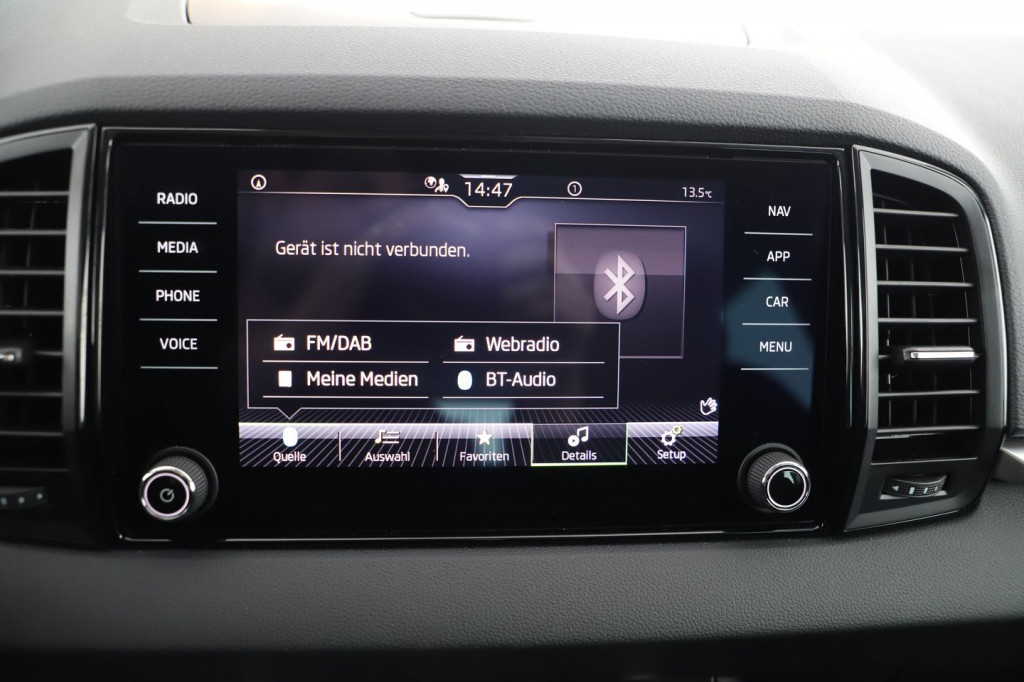 RADIO
MEDIA
PHONE
VOICE
14:47
1
13.5°C
Gerät ist nicht verbunden.
FM/DAB
Webradio
Meine Medien
BT-Audio
Quelle
Auswahl
Favoriten
Details
Setup
NAV
APP
CAR
MENU